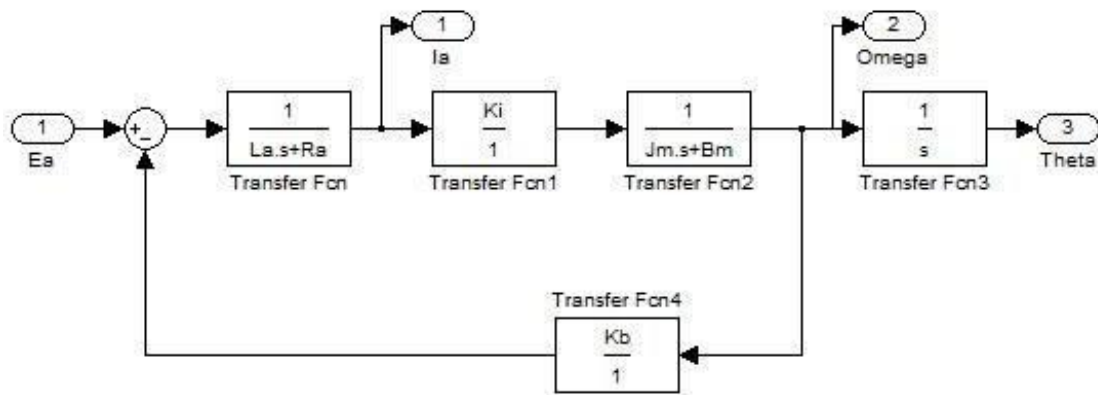 1
Ia
2
Omega
1
Ea
+
−
1
La.s+Ra
Transfer Fcn
Ki
1
Transfer Fcn1
1
Jm.s+Bm
Transfer Fcn2
1
s
Transfer Fcn3
3
Theta
Transfer Fcn4
Kb
1